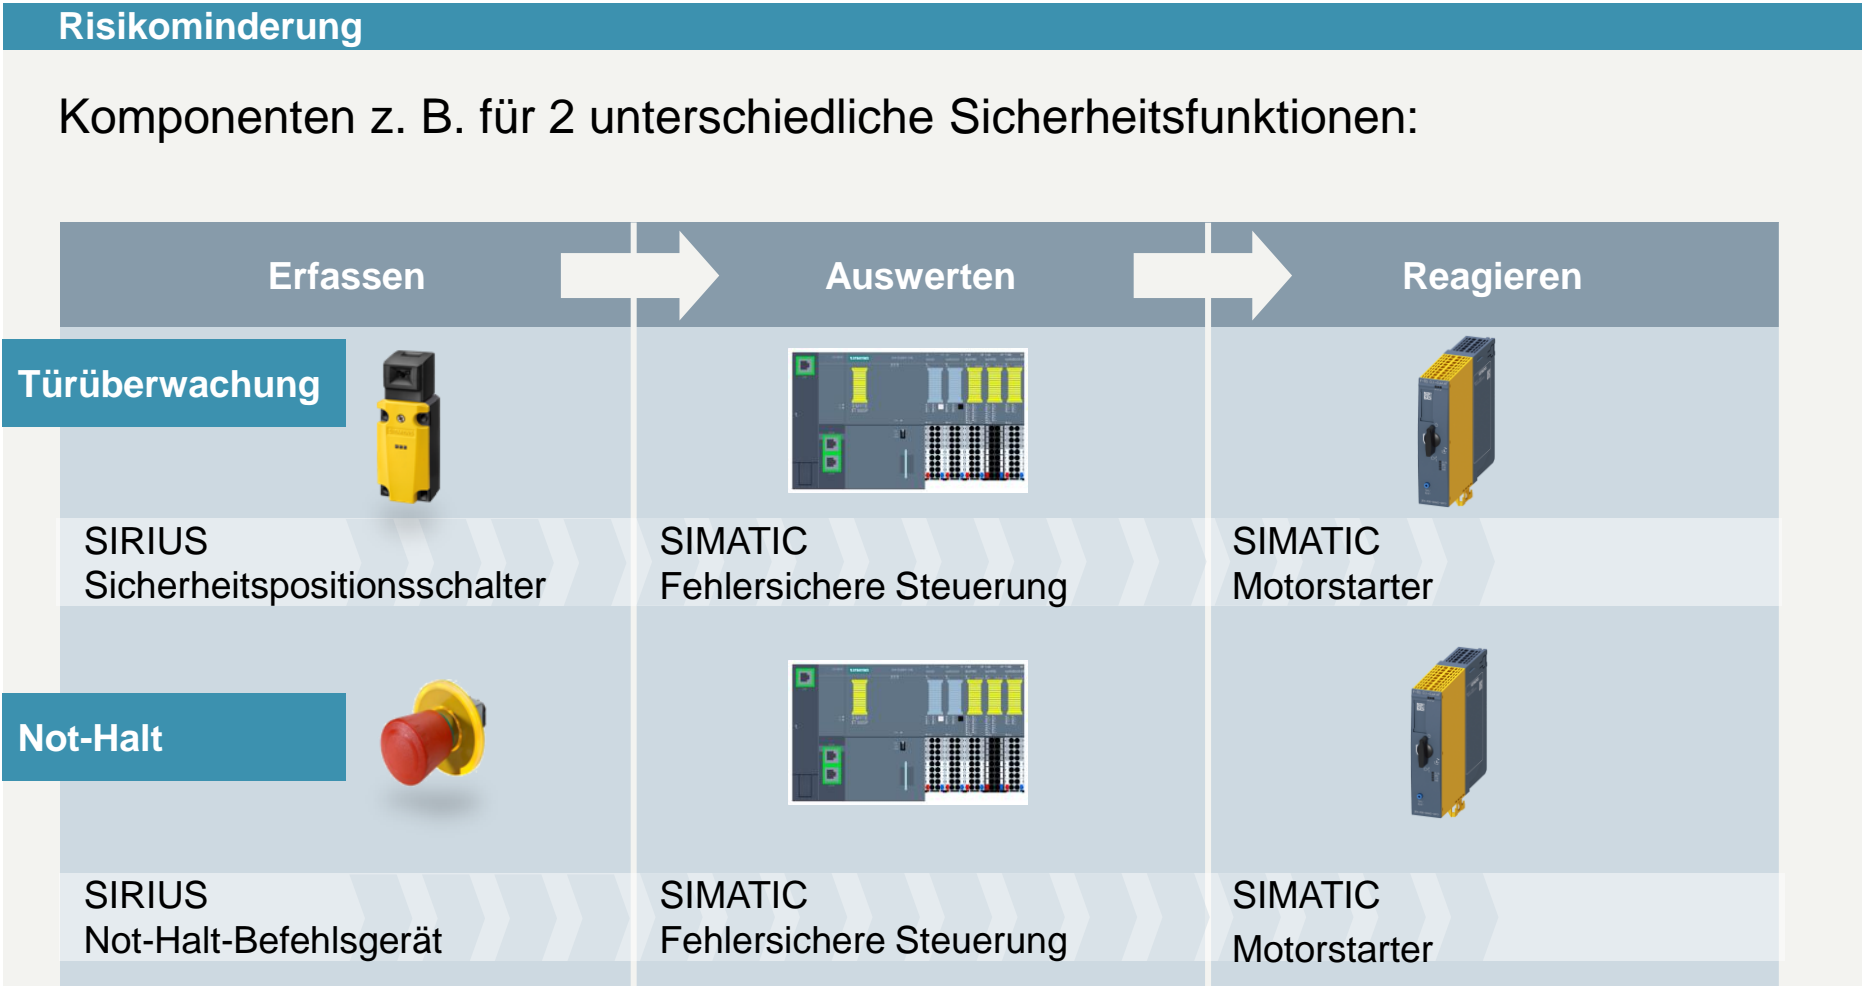 Risikominderung
Komponenten z. B. für 2 unterschiedliche Sicherheitsfunktionen:
Erfassen
Auswerten
Reagieren
Türüberwachung
SIRIUS
Sicherheitspositionsschalter
SIMATIC
Fehlersichere Steuerung
SIMATIC
Motorstarter
Not-Halt
SIRIUS
Not-Halt-Befehlsgerät
SIMATIC
Fehlersichere Steuerung
SIMATIC
Motorstarter